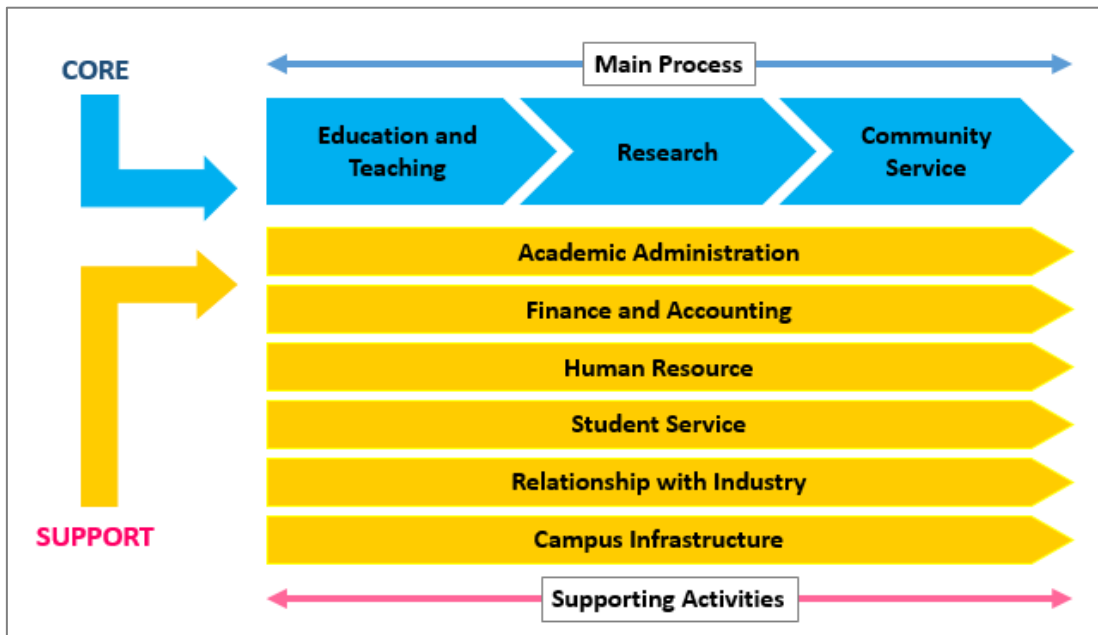 CORE
Main Process
Education and
Teaching
Research
Community
Service
Academic Administration
Finance and Accounting
Human Resource
Student Service
Relationship with Industry
Campus Infrastructure
SUPPORT
Supporting Activities